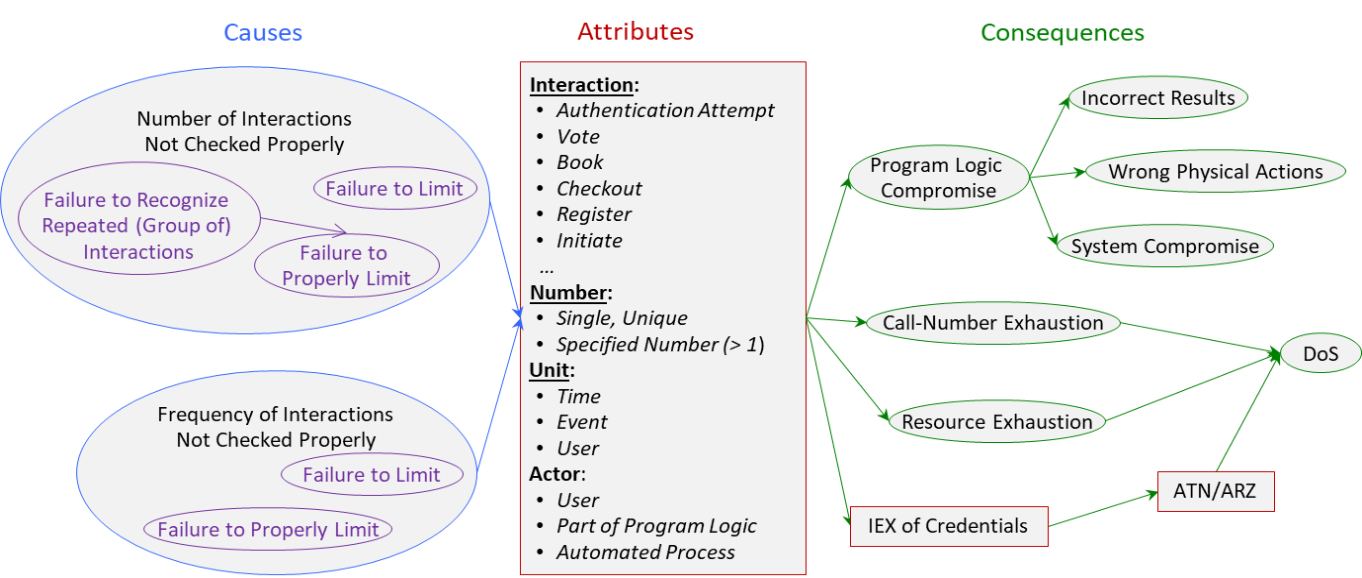 Causes
Attributes
Consequences
Number of Interactions
Not Checked Properly
Failure to Recognize
Repeated (Group of)
Interactions
Failure to Limit
Failure to
Properly Limit
Frequency of Interactions
Not Checked Properly
Failure to Limit
Failure to Properly Limit
Interaction:
• Authentication Attempt
• Vote
• Book
• Checkout
• Register
• Initiate
...
Number:
• Single, Unique
• Specified Number (> 1)
Unit:
• Time
• Event
• User
Actor:
• User
• Part of Program Logic
• Automated Process
Program Logic
Compromise
Incorrect Results
Wrong Physical Actions
System Compromise
Call-Number Exhaustion
DoS
Resource Exhaustion
ATN/ARZ
IEX of Credentials